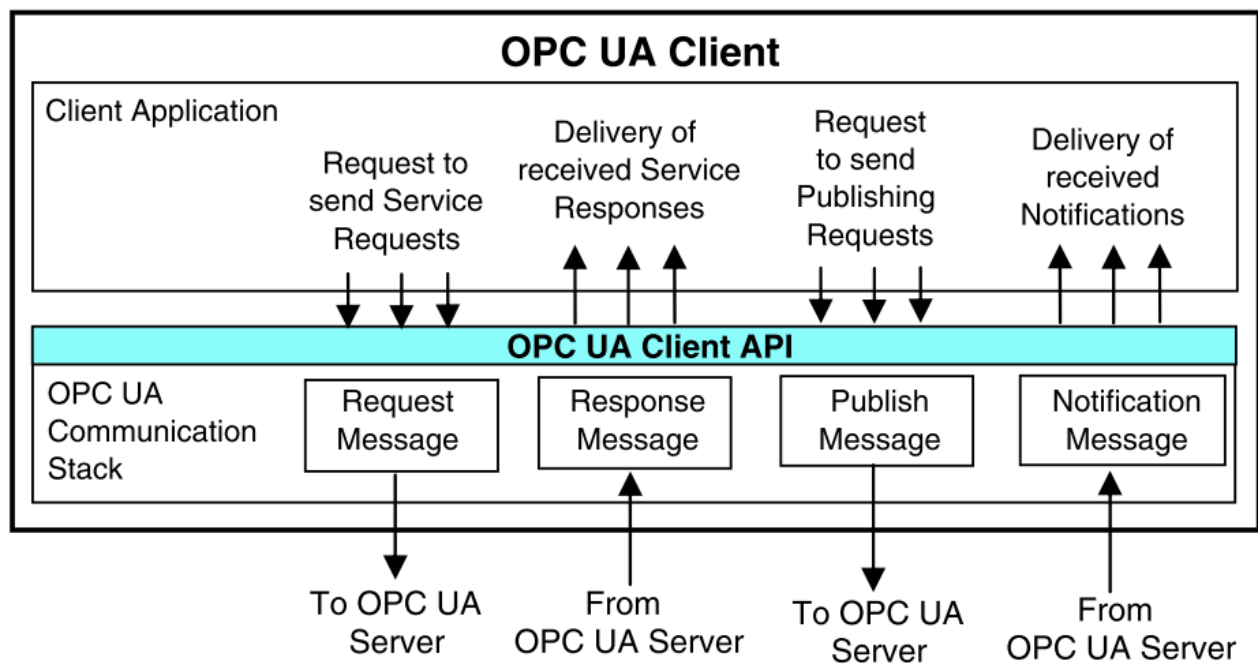 OPC UA Client
Client Application
Request to
send Service
Requests
Delivery of
received Service
Responses
Request
to send
Publishing
Requests
Delivery of
received
Notifications
OPC UA Client API
OPC UA
Communication
Stack
Request
Message
Response
Message
Publish
Message
Notification
Message
To OPC UA
Server
From
OPC UA Server
To OPC UA
Server
From
OPC UA Server